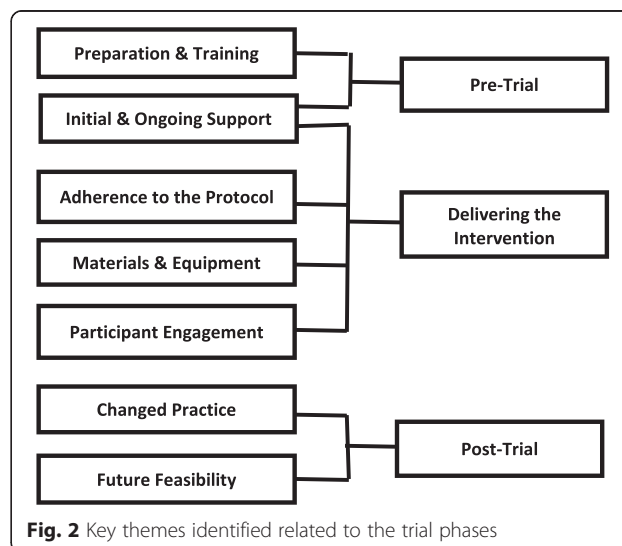 Preparation & Training
Pre-Trial
Initial & Ongoing Support
Adherence to the Protocol
Delivering the
Intervention
Materials & Equipment
Participant Engagement
Changed Practice
Post-Trial
Future Feasibility
Fig. 2 Key themes identified related to the trial phases